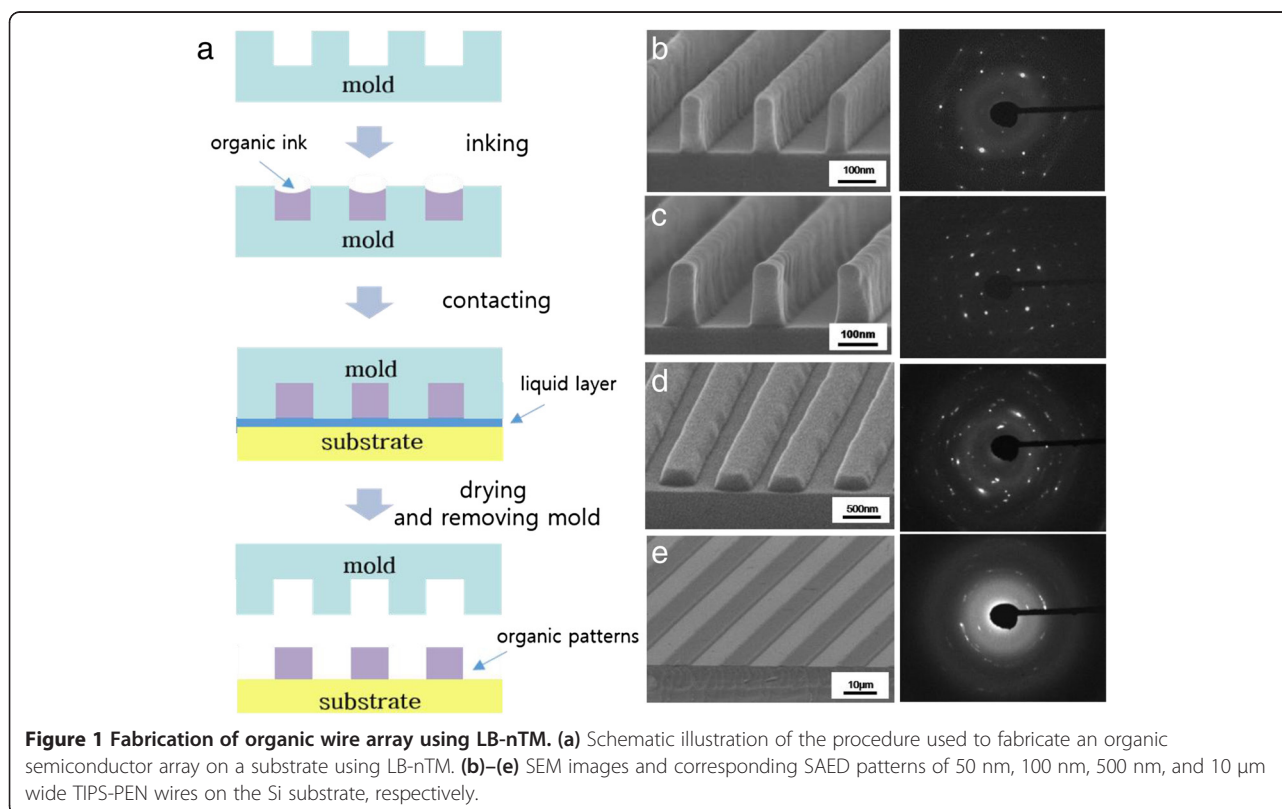 a
mold
inking
organic ink
mold
contacting
mold
liquid layer
substrate
drying
and removing mold
mold
organic patterns
substrate
b
100nm
c
100nm
d
500nm
e
10μm
Figure 1 Fabrication of organic wire array using LB-nTM. (a) Schematic illustration of the procedure used to fabricate an organic
semiconductor array on a substrate using LB-nTM. (b)–(e) SEM images and corresponding SAED patterns of 50 nm, 100 nm, 500 nm, and 10 μm
wide TIPS-PEN wires on the Si substrate, respectively.